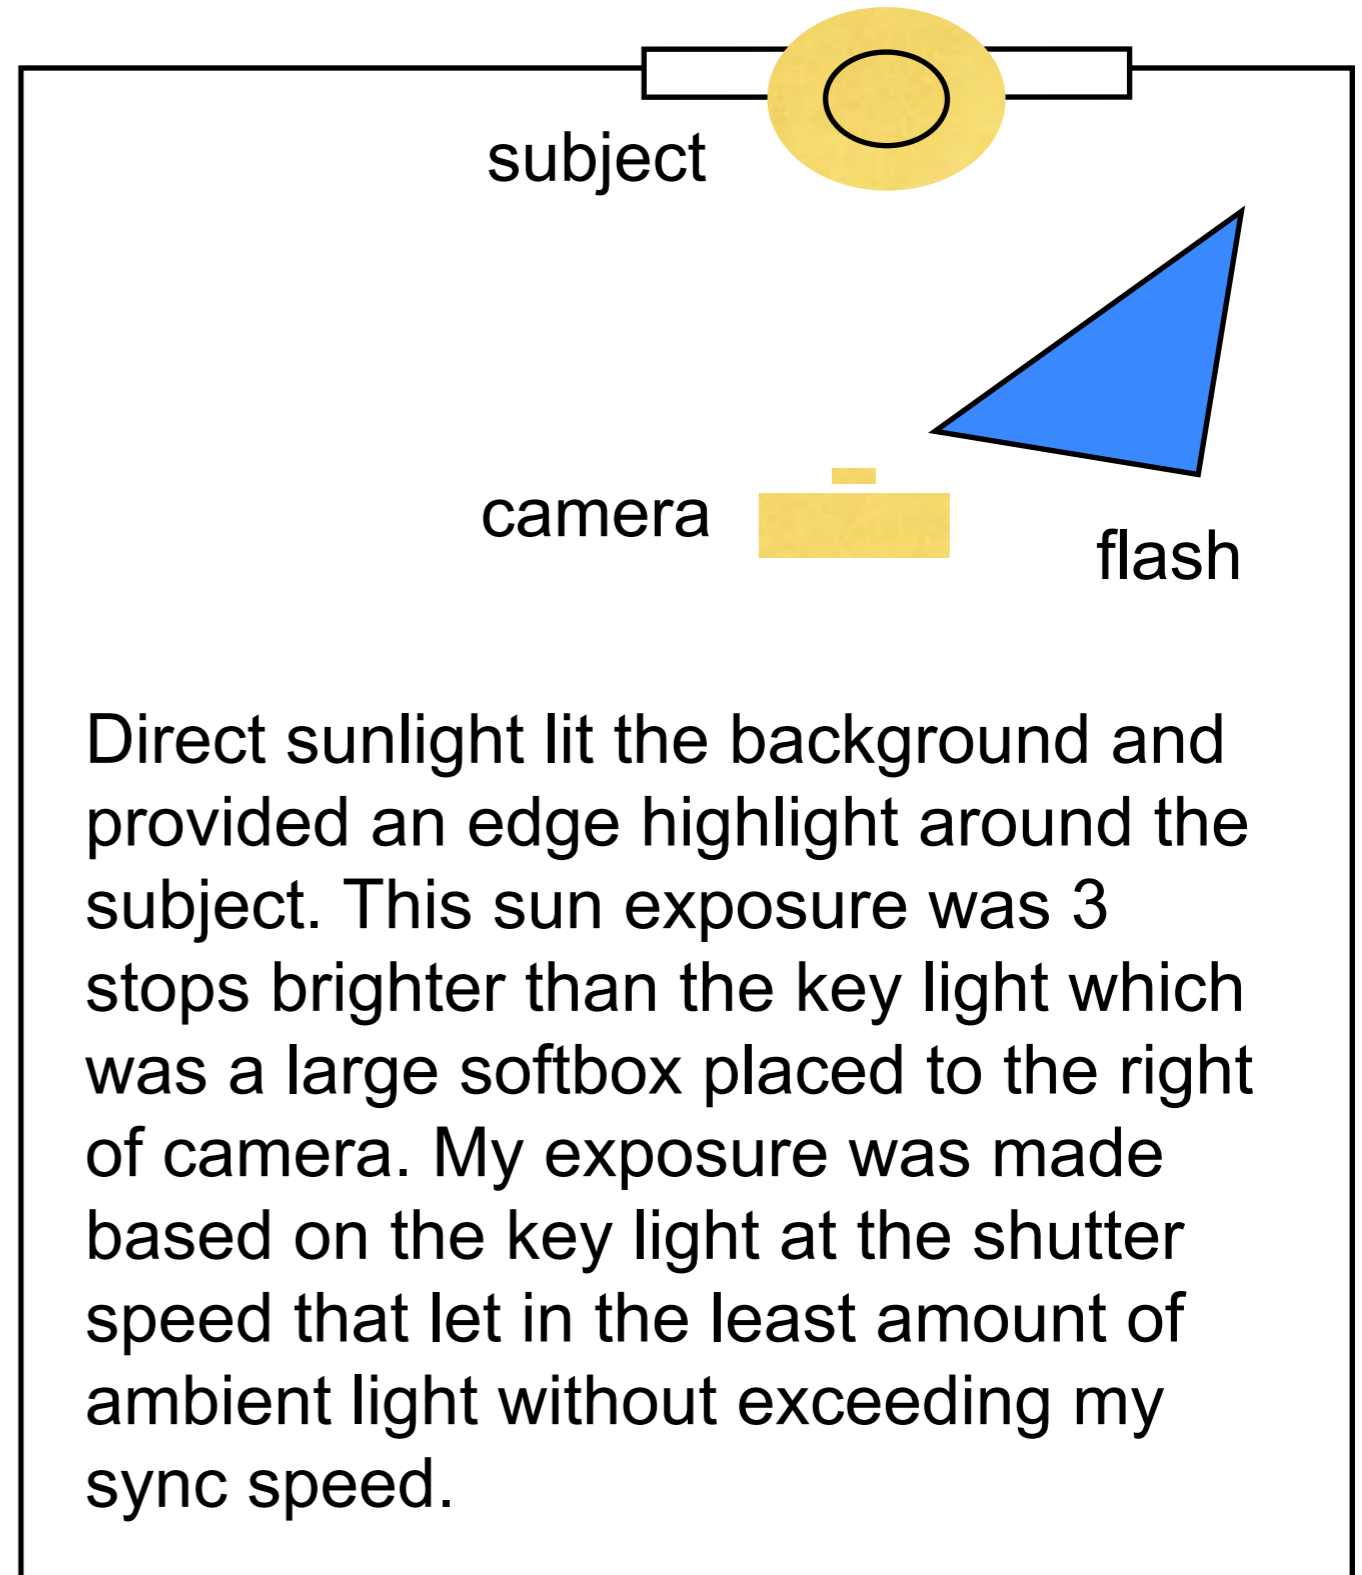 subject
camera
flash
Direct sunlight lit the background and
provided an edge highlight around the
subject. This sun exposure was 3
stops brighter than the key light which
was a large softbox placed to the right
of camera. My exposure was made
based on the key light at the shutter
speed that let in the least amount of
ambient light without exceeding my
sync speed.